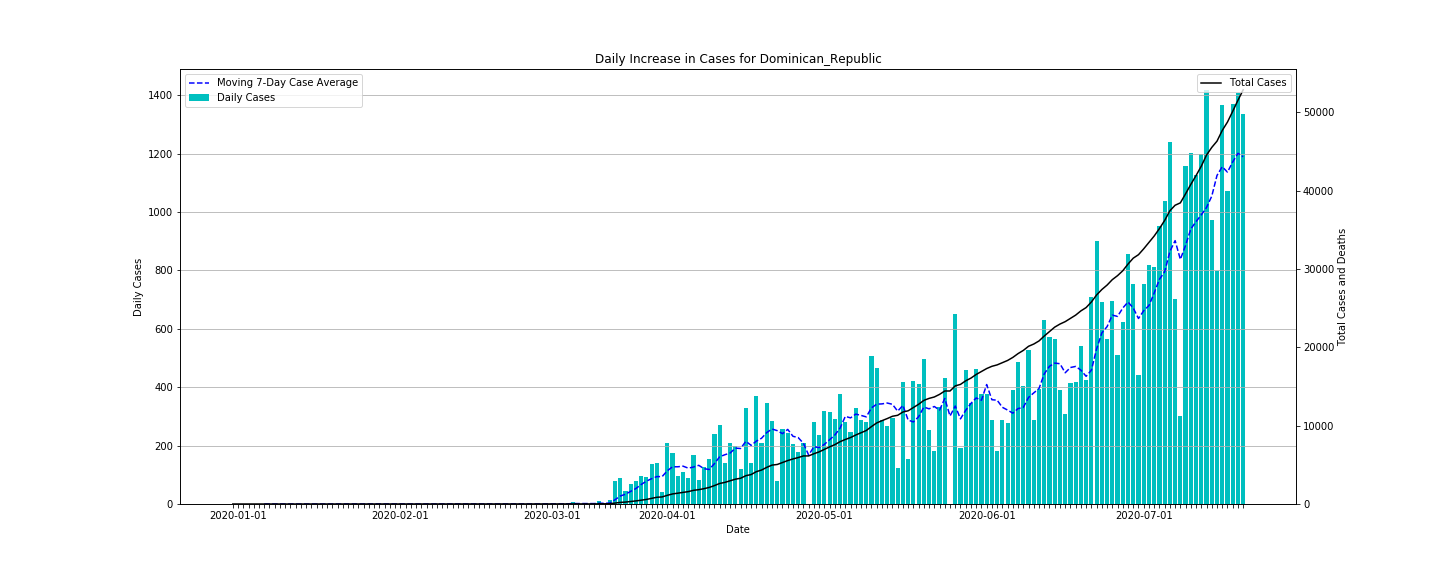 Daily Increase in Cases for Dominican_Republic
Moving 7-Day Case Average
Daily Cases
Total Cases
1400
1200
1000
800
600
400
200
0
Daily Cases
50000
40000
30000
20000
10000
0
Total Cases and Deaths
2020-01-01 2020-02-01 2020-03-01 2020-04-01 2020-05-01 2020-06-01 2020-07-01
Date